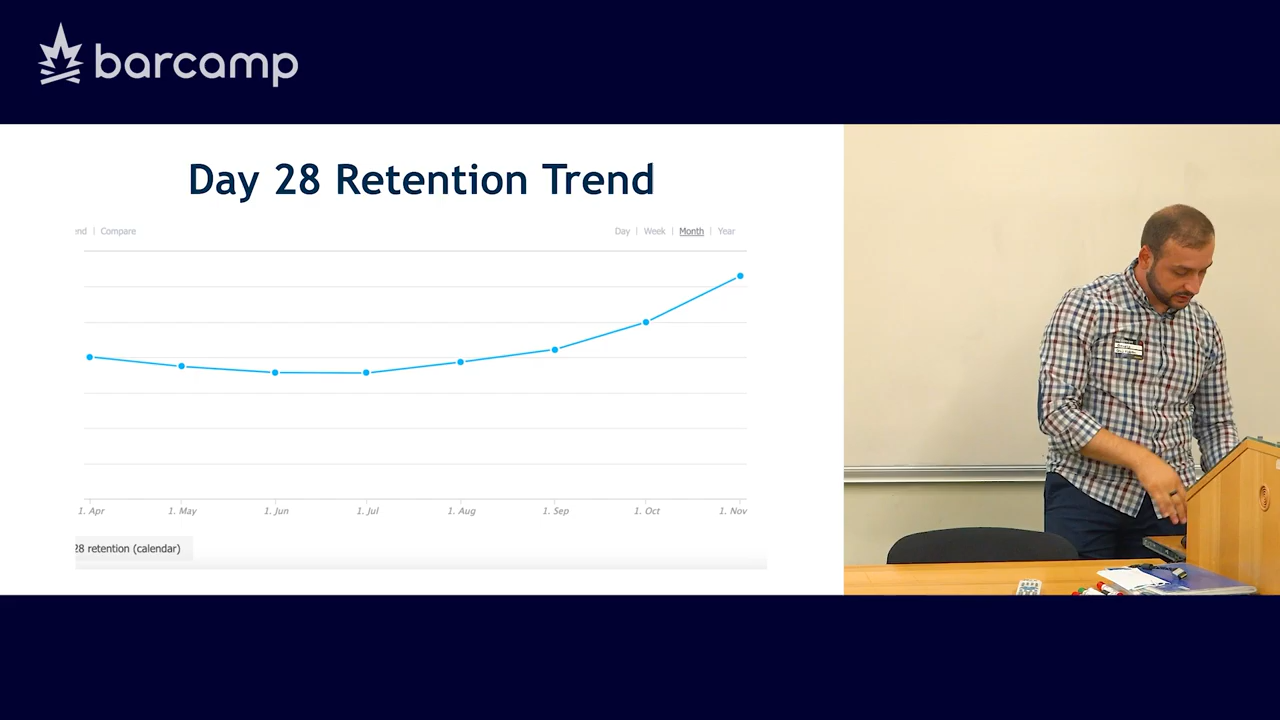 barcamp
Day 28 Retention Trend
end | Compare
Day | Week | Month | Year
1. Apr 1. May 1. Jun 1. Jul 1. Aug 1. Sep 1. Oct 1. Nov
28 retention (calendar)